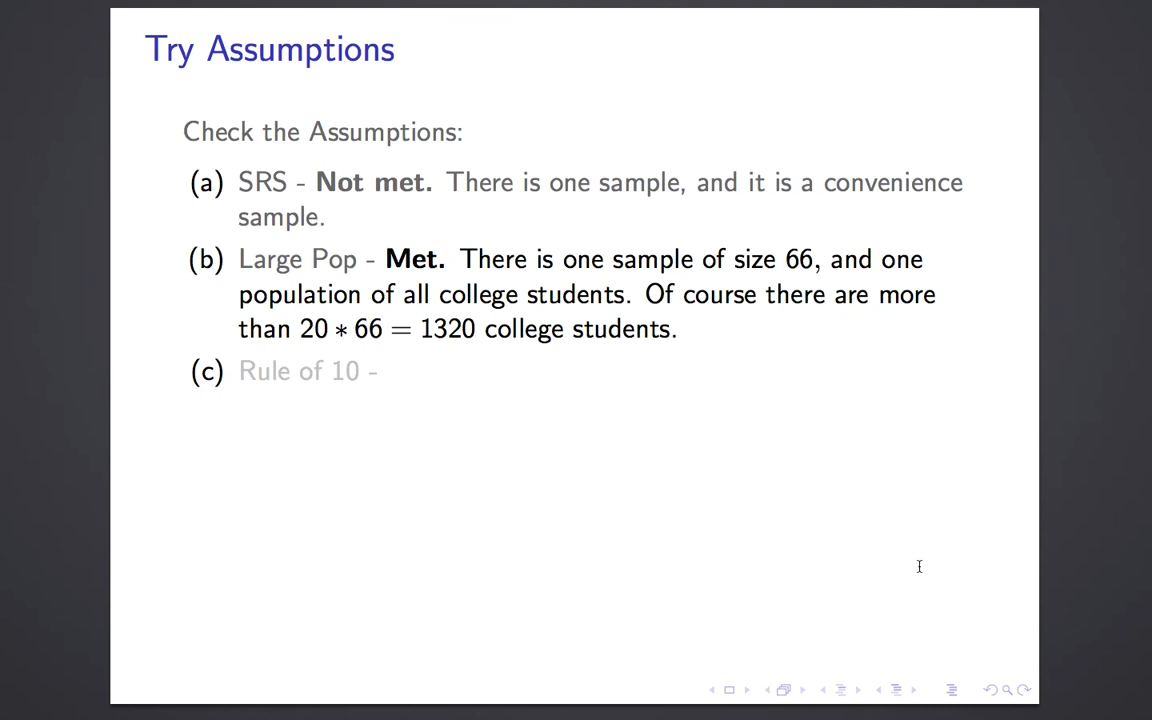 Try Assumptions
Check the Assumptions:
(a) SRS - Not met. There is one sample, and it is a convenience
sample.
(b) Large Pop - Met. There is one sample of size 66, and one
population of all college students. Of course there are more
than 20 ∗ 66 = 1320 college students.
(c) Rule of 10 -